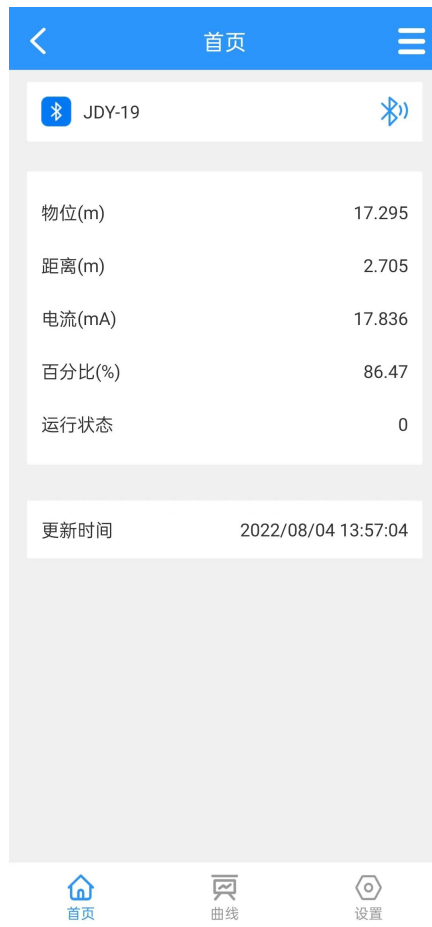 首页
JDY-19
物位(m) 17.295
距离(m) 2.705
电流(mA) 17.836
百分比(%) 86.47
运行状态 0
更新时间 2022/08/04 13:57:04
首页 曲线 设置